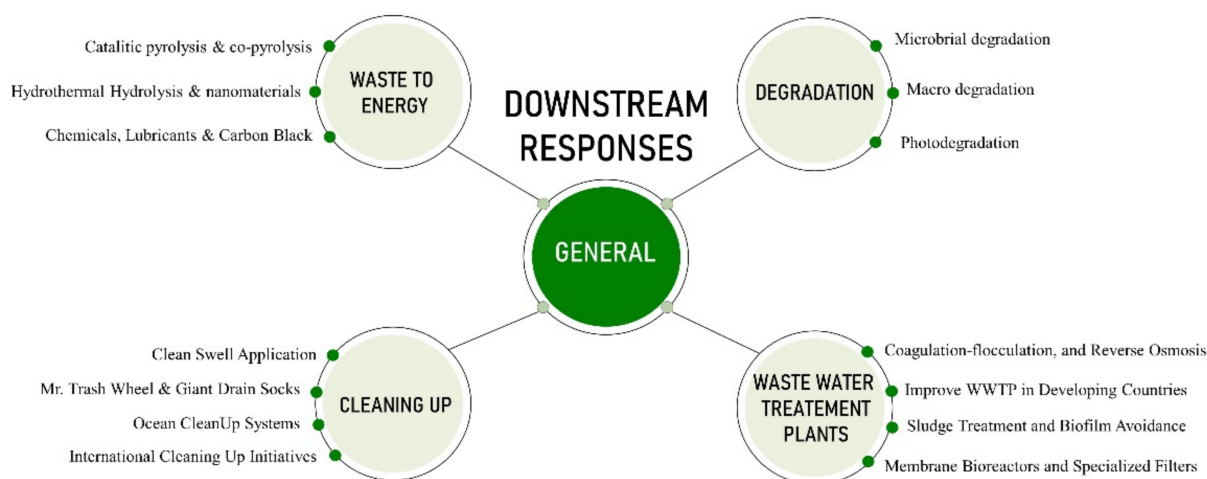 DOWNSTREAM
RESPONSES
GENERAL
WASTE TO
ENERGY
Catalitic pyrolysis & co-pyrolysis
Hydrothermal Hydrolysis & nanomaterials
Chemicals, Lubricants & Carbon Black
DEGRADATION
Microbrial degradation
Macro degradation
Photodegradation
CLEANING UP
Clean Swell Application
Mr. Trash Wheel & Giant Drain Socks
Ocean CleanUp Systems
International Cleaning Up Initiatives
WASTE WATER
TREATEMENT
PLANTS
Coagulation-flocculation, and Reverse Osmosis
Improve WWTP in Developing Countries
Sludge Treatment and Biofilm Avoidance
Membrane Bioreactors and Specialized Filters